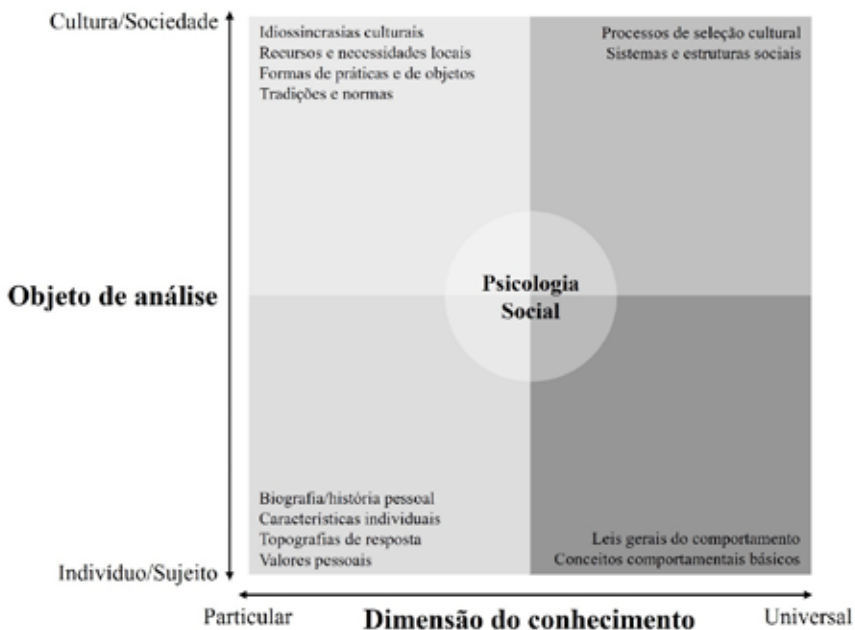 Cultura/Sociedade
Idiossincrasias culturais
Recursos e necessidades locais
Formas de práticas e de objetos
Tradições e normas
Processos de seleção cultural
Sistemas e estruturas sociais
Objeto de análise
Psicologia
Social
Biografia/história pessoal
Características individuais
Topografias de resposta
Valores pessoais
Leis gerais do comportamento
Conceitos comportamentais básicos
Indivíduo/Sujeito
Particular
Dimensão do conhecimento
Universal